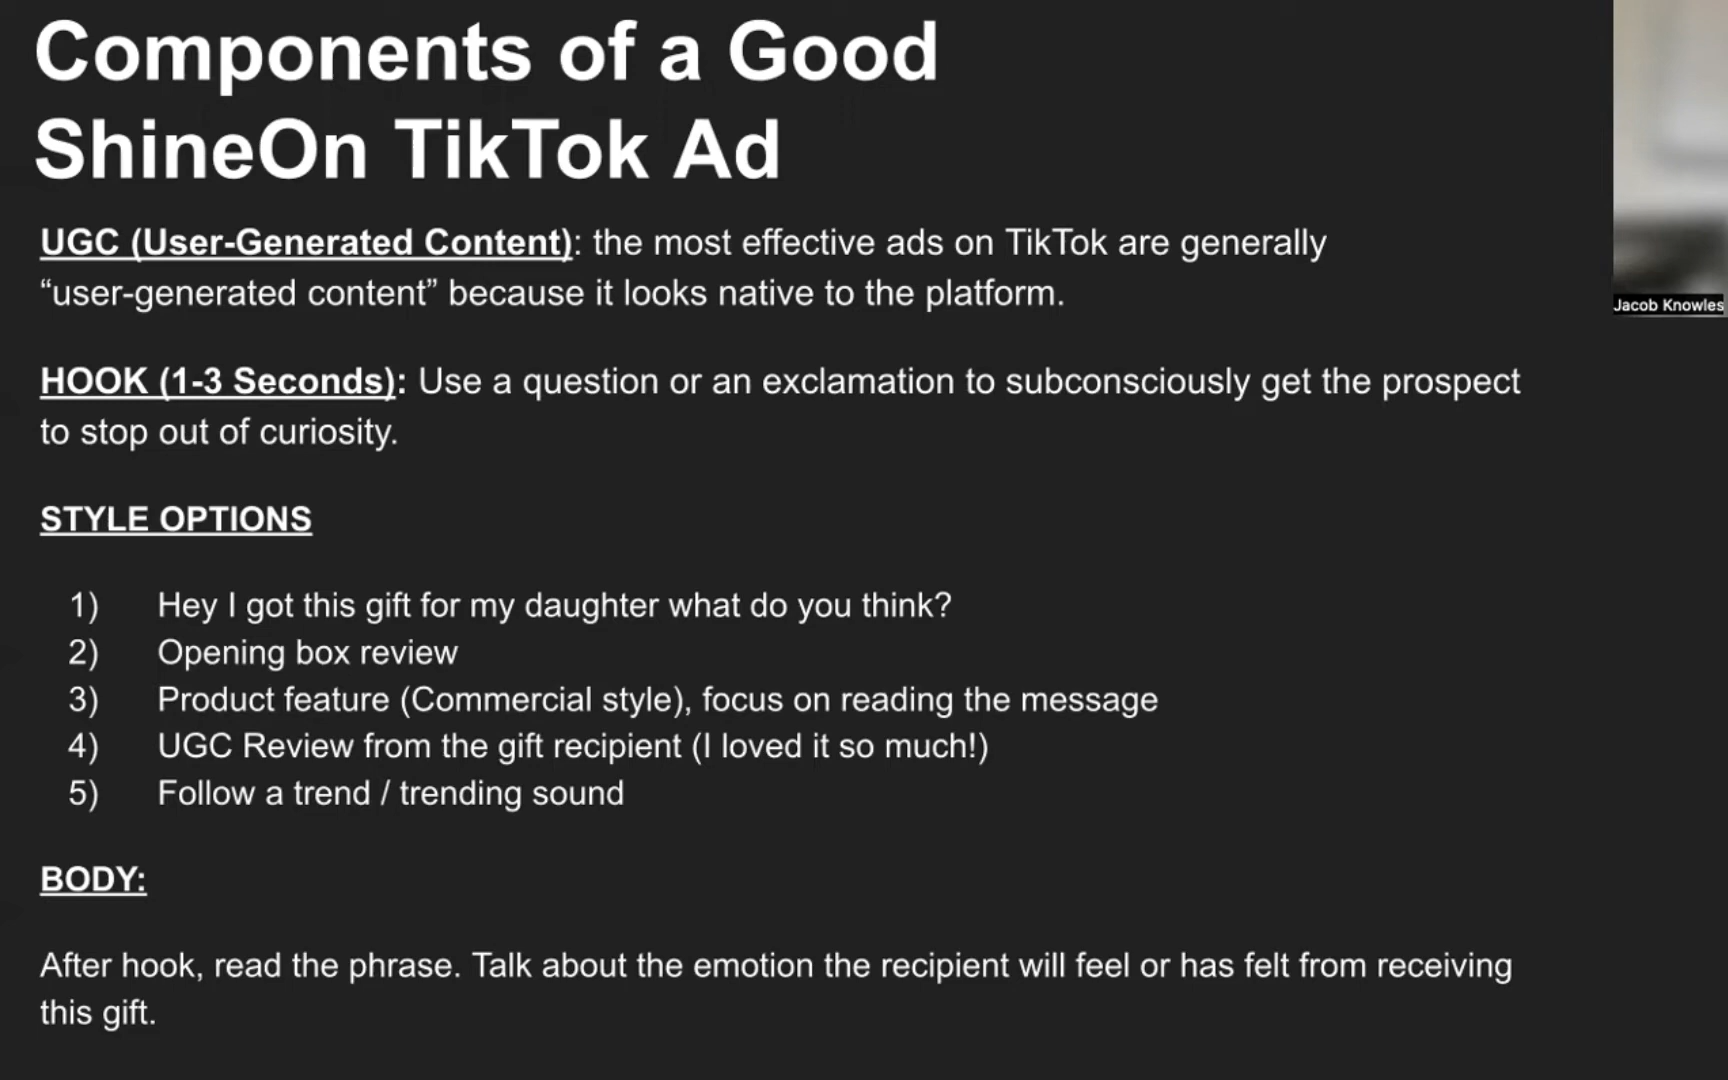 Components of a Good
ShineOn TikTok Ad
UGC (User-Generated Content): the most effective ads on TikTok are generally
“user-generated content” because it looks native to the platform.
HOOK (1-3 Seconds): Use a question or an exclamation to subconsciously get the prospect
to stop out of curiosity.
STYLE OPTIONS
1) Hey I got this gift for my daughter what do you think?
2) Opening box review
3) Product feature (Commercial style), focus on reading the message
4) UGC Review from the gift recipient (I loved it so much!)
5) Follow a trend / trending sound
BODY:
After hook, read the phrase. Talk about the emotion the recipient will feel or has felt from receiving
this gift.
Jacob Knowles